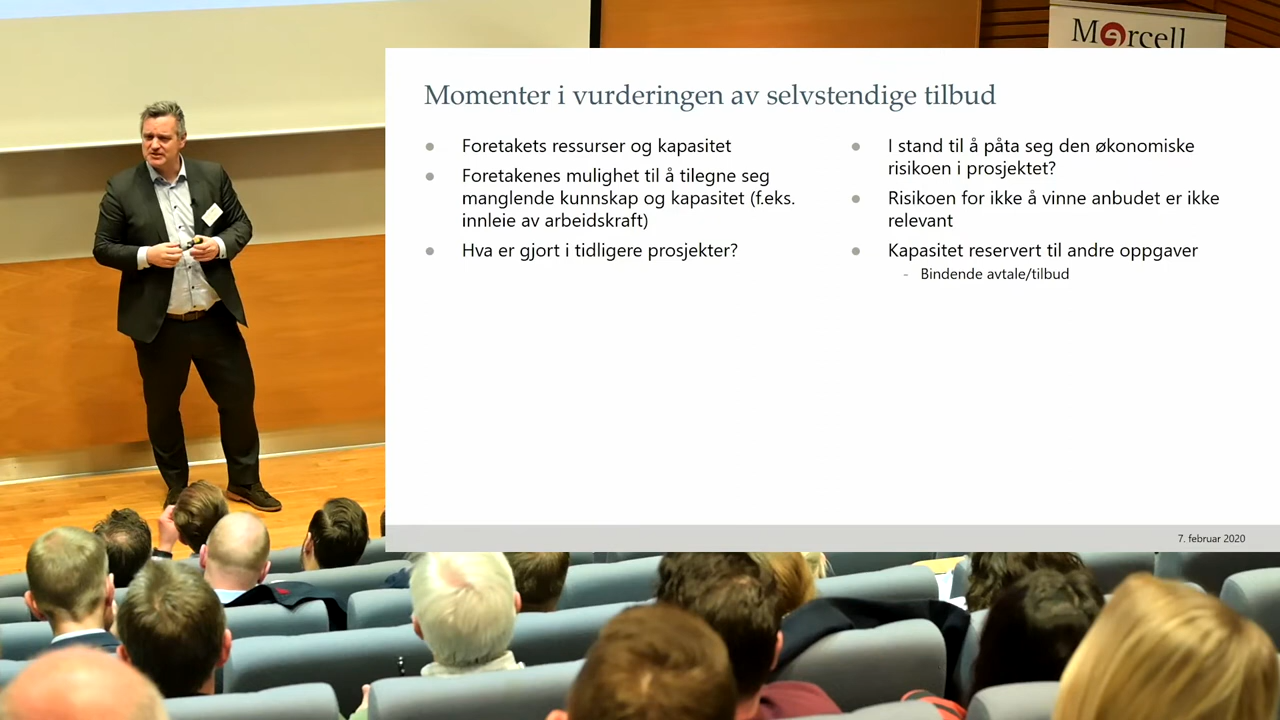 Mercell
Momenter i vurderingen av selvstendige tilbud
Foretakets ressurser og kapasitet
Foretakenes mulighet til å tilegne seg
manglende kunnskap og kapasitet (f.eks.
innleie av arbeidskraft)
Hva er gjort i tidligere prosjekter?
I stand til å påta seg den økonomiske
risikoen i prosjektet?
Risikoen for ikke å vinne anbudet er ikke
relevant
Kapasitet reservert til andre oppgaver
- Bindende avtale/tilbud
7. februar 2020